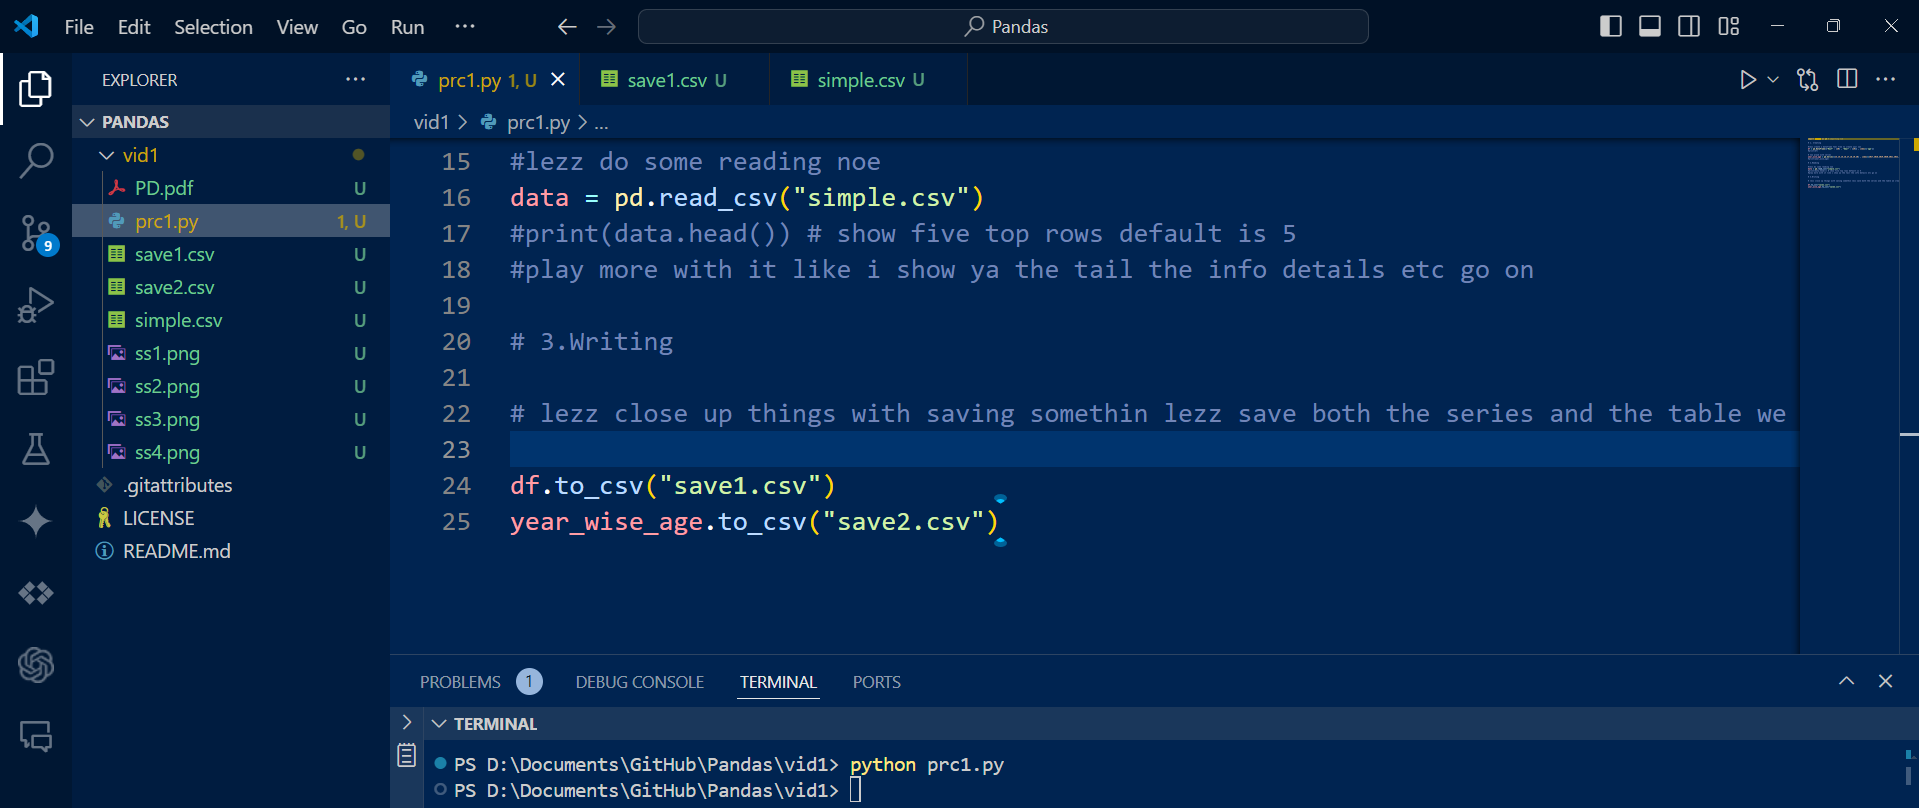 File Edit Selection View Go Run ··· Pandas
EXPLORER ···
prc1.py 1, U
save1.csv U
simple.csv U
PANDAS
vid1 > prc1.py > ...
vid1
PD.pdf U
prc1.py 1, U
save1.csv U
save2.csv U
simple.csv U
ss1.png U
ss2.png U
ss3.png U
ss4.png U
.gitattributes
LICENSE
README.md
9
15 #lezz do some reading noe
16 data = pd.read_csv("simple.csv")
17 #print(data.head()) # show five top rows default is 5
18 #play more with it like i show ya the tail the info details etc go on
19
20 # 3.Writing
21
22 # lezz close up things with saving somethin lezz save both the series and the table we
23
24 df.to_csv("save1.csv")
25 year_wise_age.to_csv("save2.csv")
PROBLEMS 1 DEBUG CONSOLE TERMINAL PORTS
TERMINAL
PS D:\Documents\GitHub\Pandas\vid1> python prc1.py
PS D:\Documents\GitHub\Pandas\vid1>